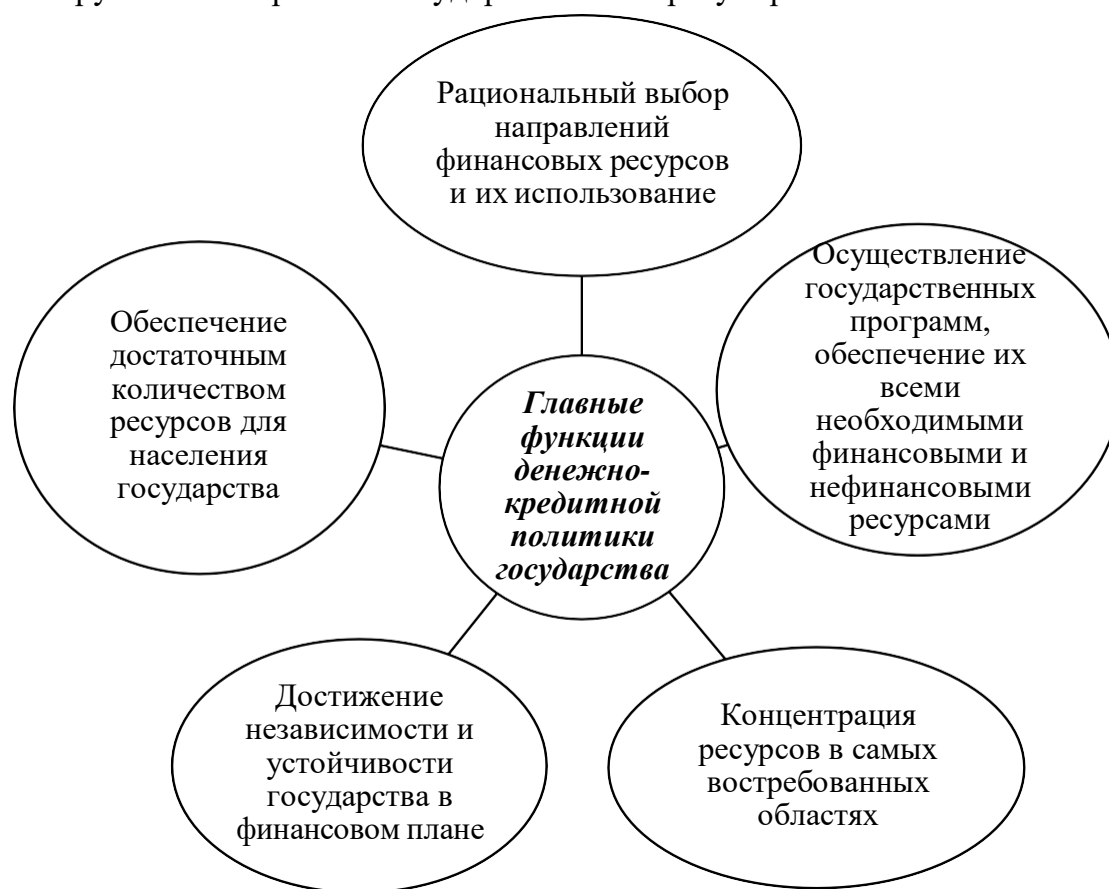 Рациональный выбор
направлений
финансовых ресурсов
и их использование
Осуществление
государственных
программ,
обеспечение их
всеми
необходимыми
финансовыми и
нефинансовыми
ресурсами
Обеспечение
достаточным
количеством
ресурсов для
населения
государства
Главные
функции
денежно-
кредитной
политики
государства
Достижение
независимости и
устойчивости
государства в
финансовом плане
Концентрация
ресурсов в самых
востребованных
областях